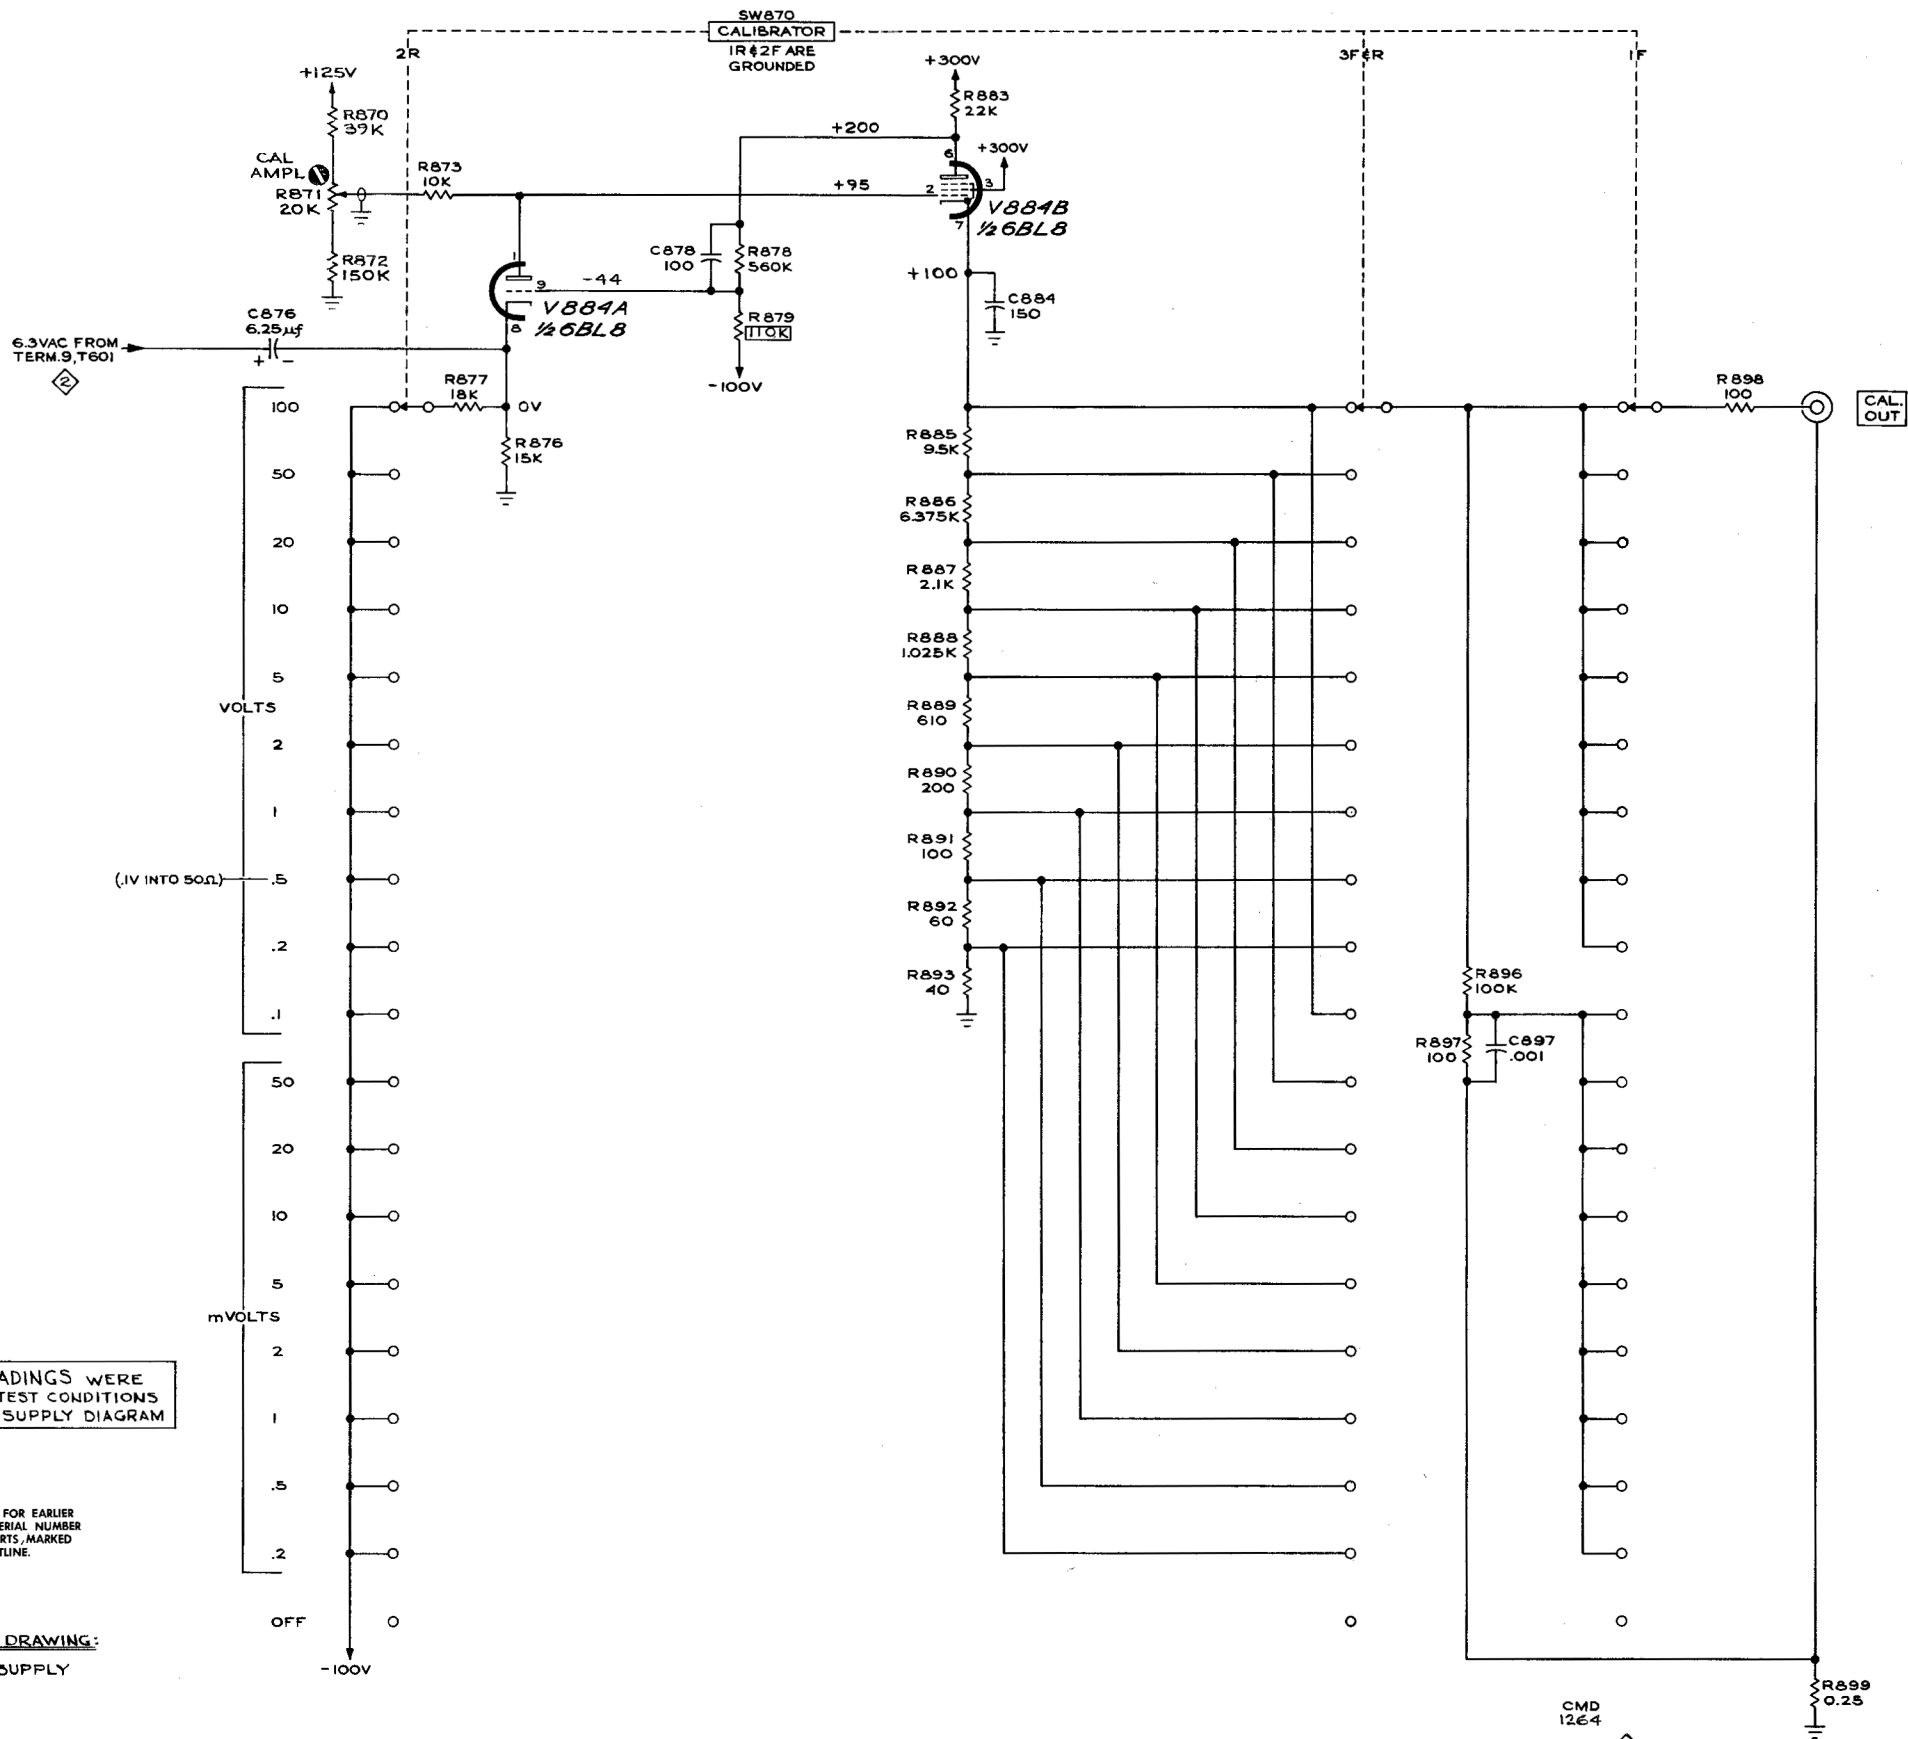 SW870
CALIBRATOR
1R&2F ARE
GROUNDED
2R
3F&R
1F
+125V
R870
39K
CAL
AMPL
R871
20K
R873
10K
R872
150K
+300V
R883
22K
+200
+300V
+95
6
2
3
7
V884B
½6BL8
C878
100
R878
560K
-44
1
9
8
V884A
½6BL8
R879
110K
-100V
+100
C884
150
C876
6.25µf
+ -
6.3VAC FROM
TERM.9,T601
2
R877
18K
0V
R876
15K
R898
100
CAL.
OUT
100
50
20
10
5
VOLTS
2
1
(.1V INTO 50Ω)
.5
.2
.1
50
20
10
5
mVOLTS
2
1
.5
.2
OFF
-100V
R885
9.5K
R886
6.375K
R887
2.1K
R888
1.025K
R889
610
R890
200
R891
100
R892
60
R893
40
R896
100K
R897
100
C897
.001
R899
0.25
ADINGS WERE
TEST CONDITIONS
SUPPLY DIAGRAM
FOR EARLIER
ERIAL NUMBER
RTS, MARKED
TLINE.
DRAWING:
SUPPLY
CMD
1264